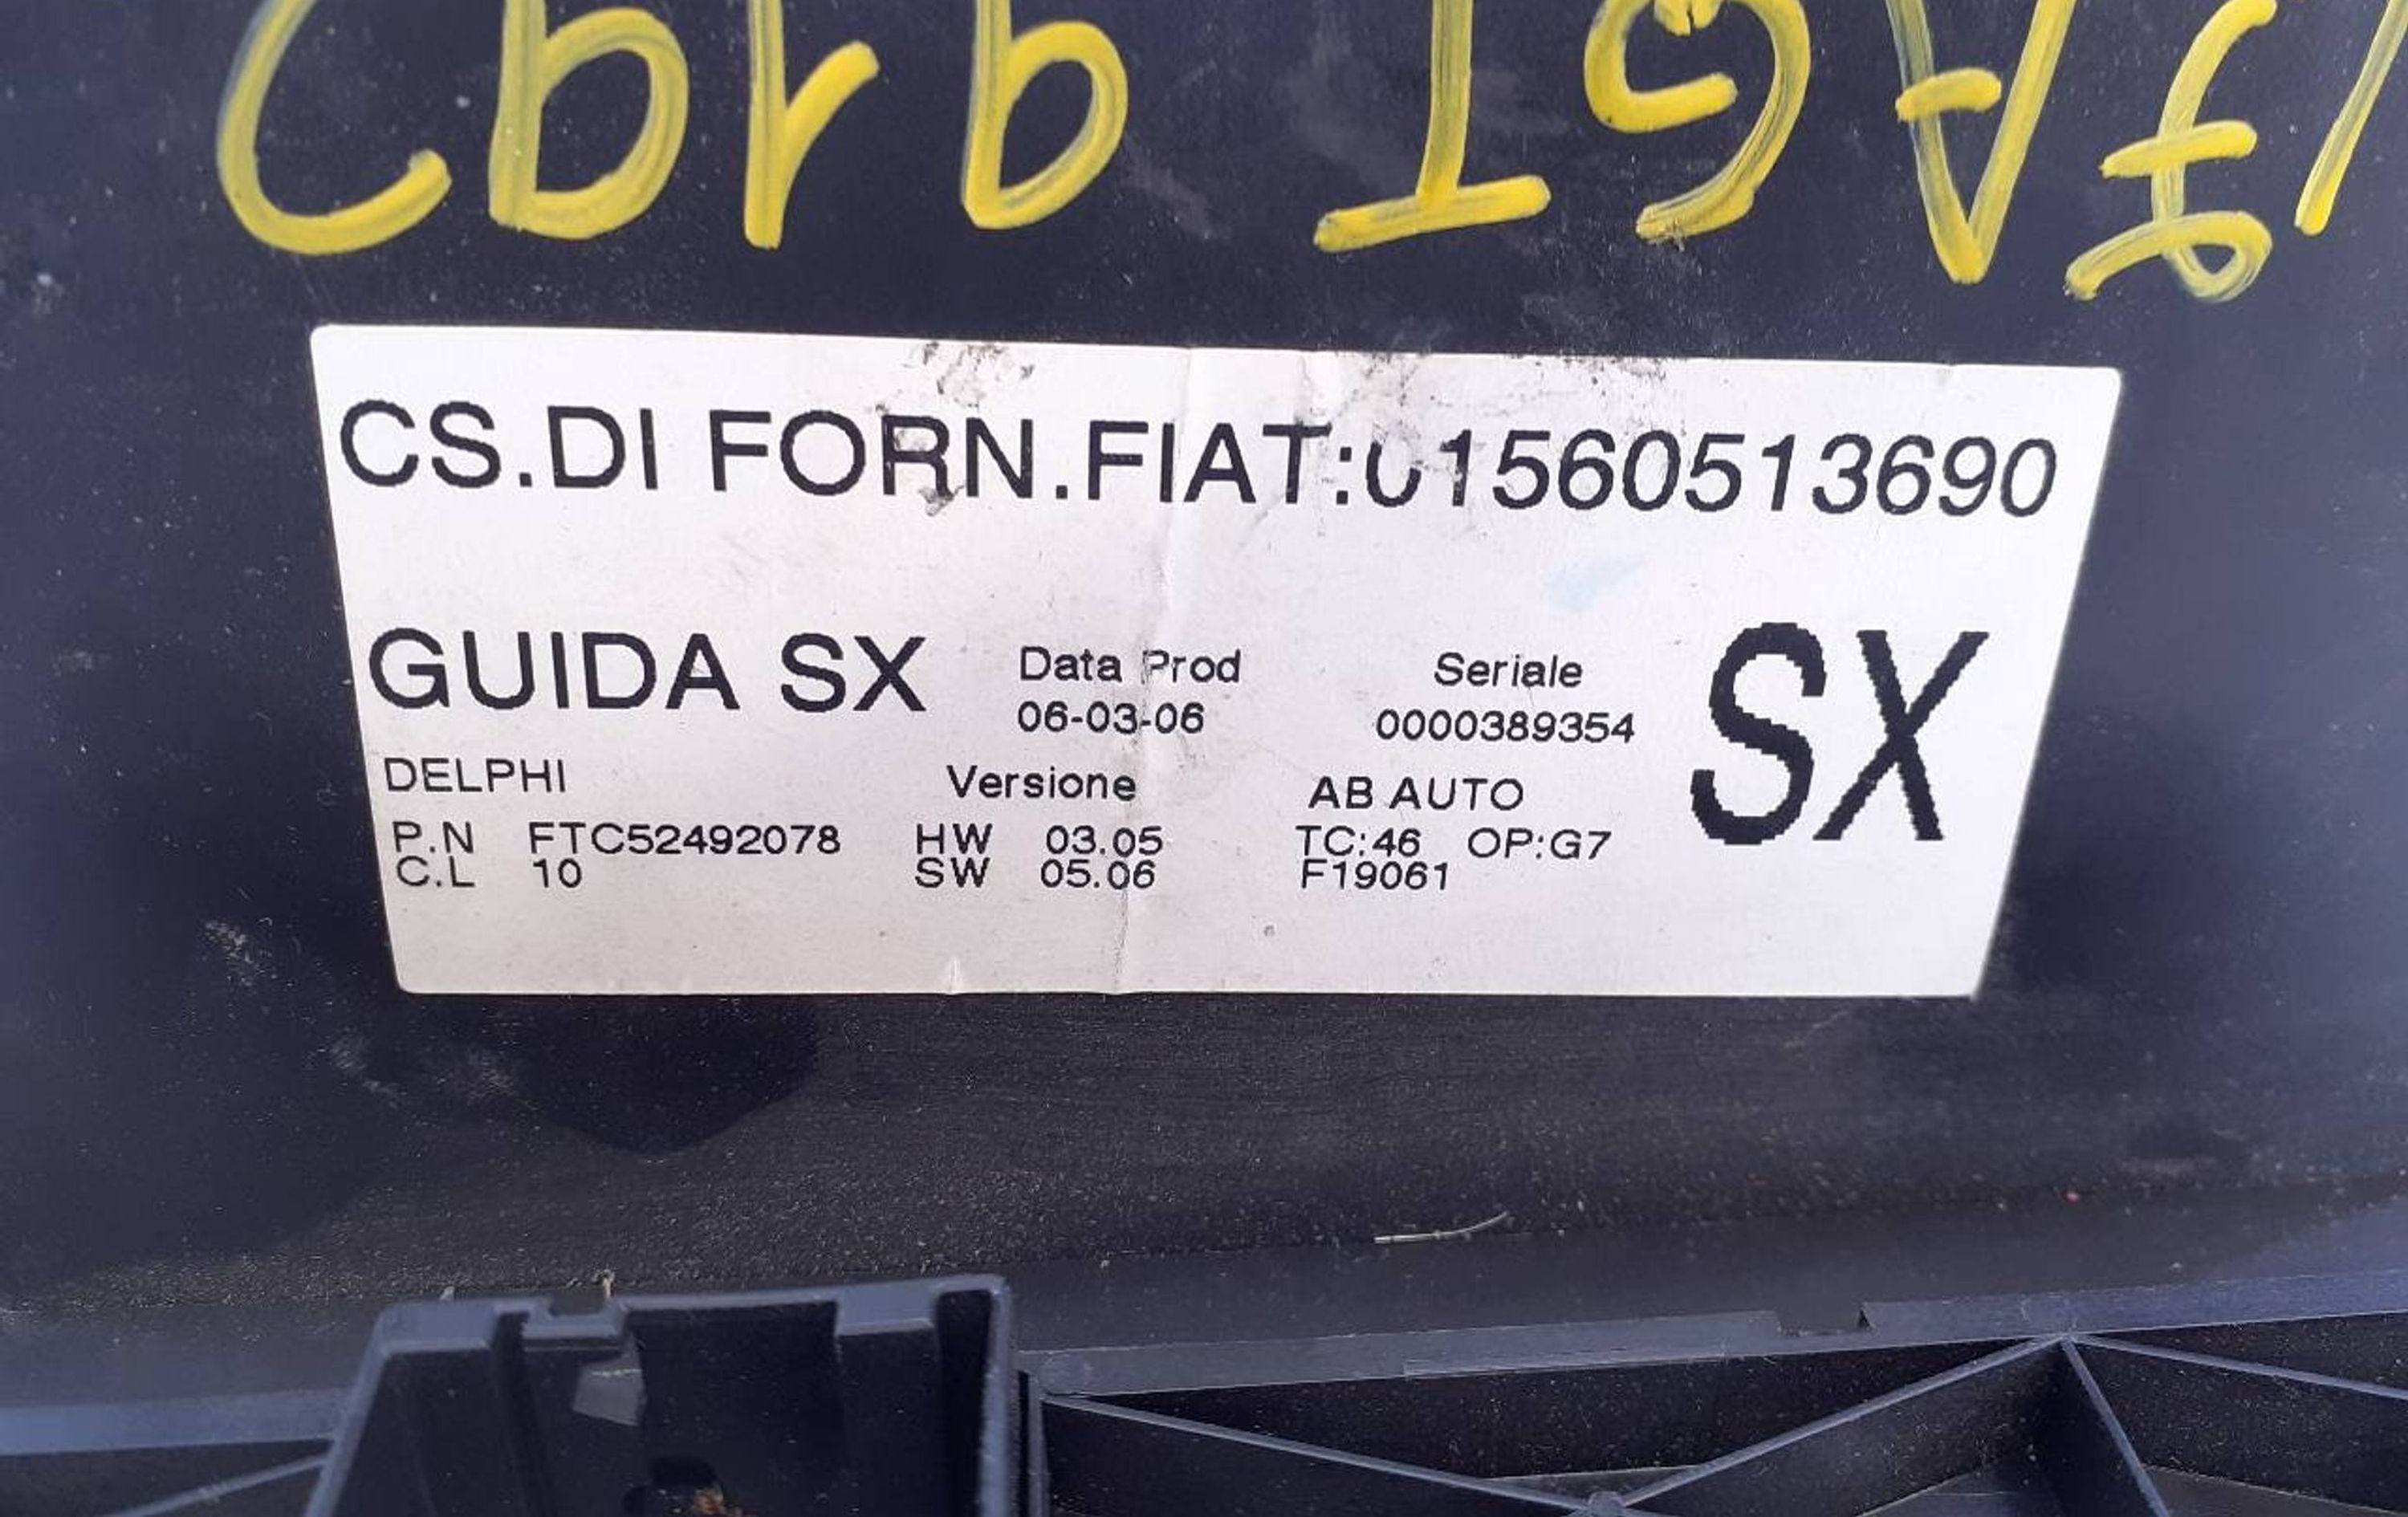 CS.DI FORN.FIAT:01560513690
GUIDA SX
Data Prod
06-03-06
Seriale
0000389354
SX
DELPHI
P.N FTC52492078
C.L 10
Versione
HW 03.05
SW 05.06
AB AUTO
TC:46 OP:G7
F19061